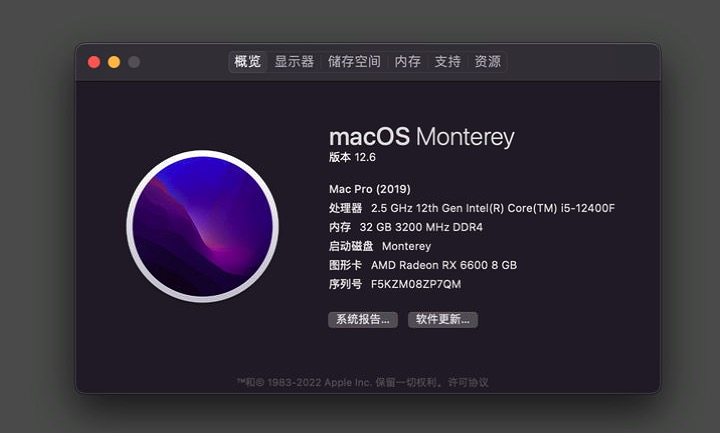 概览 显示器 储存空间 内存 支持 资源
macOS Monterey
版本 12.6
Mac Pro (2019)
处理器 2.5 GHz 12th Gen Intel(R) Core(TM) i5-12400F
内存 32 GB 3200 MHz DDR4
启动磁盘 Monterey
图形卡 AMD Radeon RX 6600 8 GB
序列号 F5KZM08ZP7QM
系统报告... 软件更新...
™和© 1983-2022 Apple Inc. 保留一切权利。许可协议